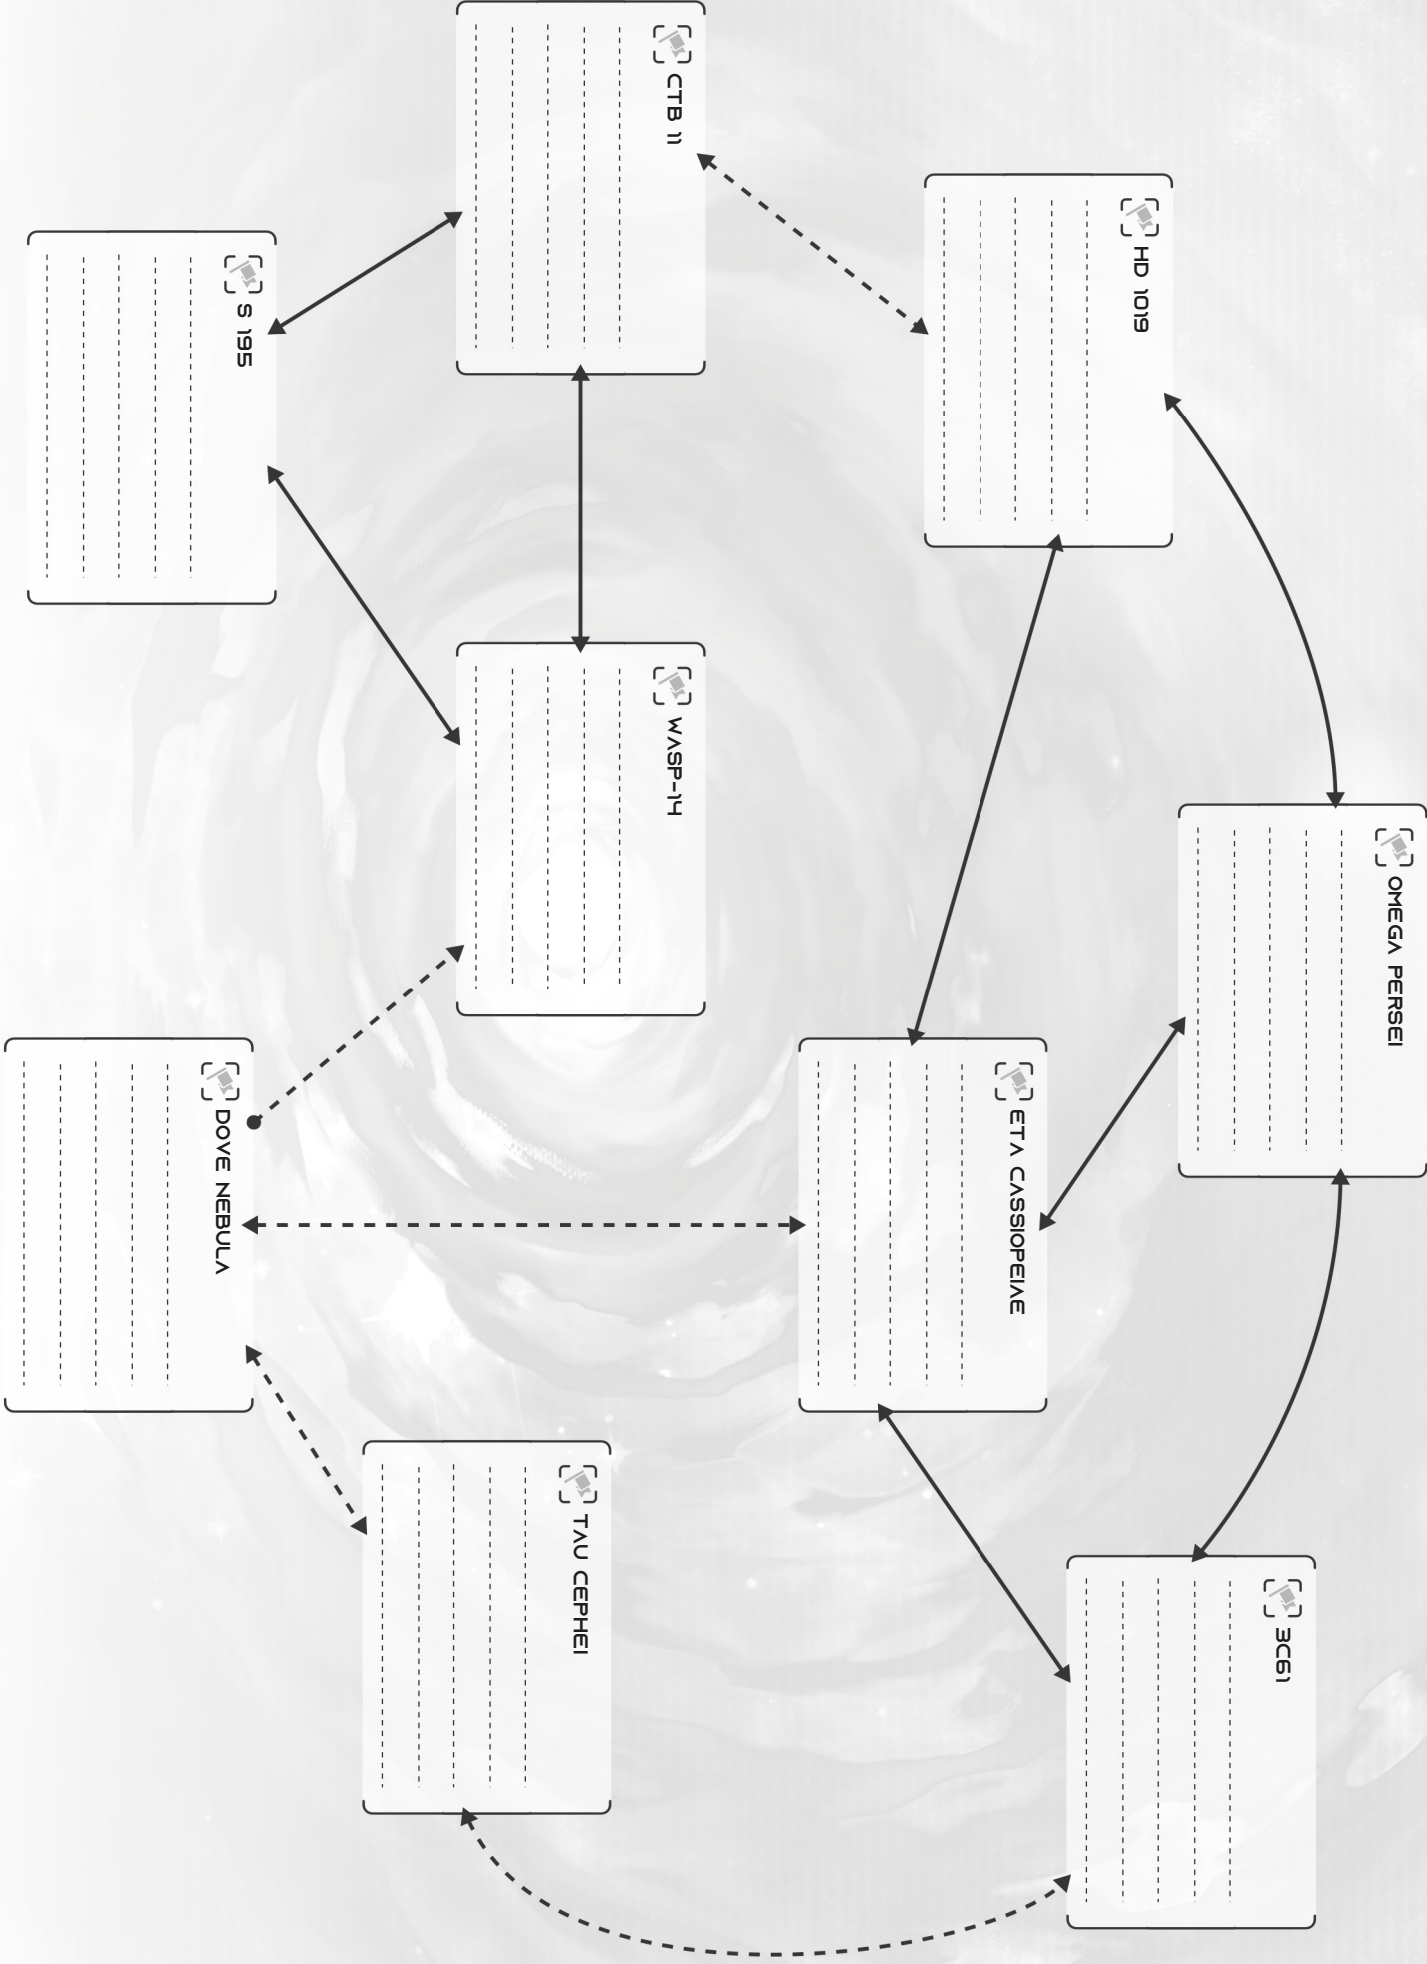 CTB 11
HD 1019
S 195
WASP-14
OMEGA PERSEI
DOVE NEBULA
ETA CASSIOPEIAE
TAU CEPHEI
3C61